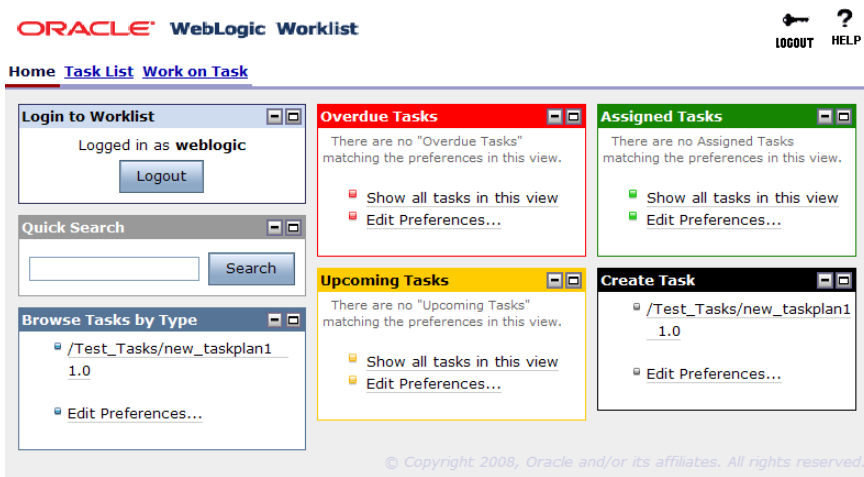 ORACLE WebLogic Worklist
LOGOUT HELP
Home Task List Work on Task
Login to Worklist
Logged in as weblogic
Logout
Quick Search
Search
Browse Tasks by Type
/Test_Tasks/new_taskplan1
1.0
Edit Preferences...
Overdue Tasks
There are no "Overdue Tasks"
matching the preferences in this view.
Show all tasks in this view
Edit Preferences...
Upcoming Tasks
There are no "Upcoming Tasks"
matching the preferences in this view.
Show all tasks in this view
Edit Preferences...
Assigned Tasks
There are no Assigned Tasks
matching the preferences in this view.
Show all tasks in this view
Edit Preferences...
Create Task
/Test_Tasks/new_taskplan1
1.0
Edit Preferences...
© Copyright 2008, Oracle and/or its affiliates. All rights reserved.